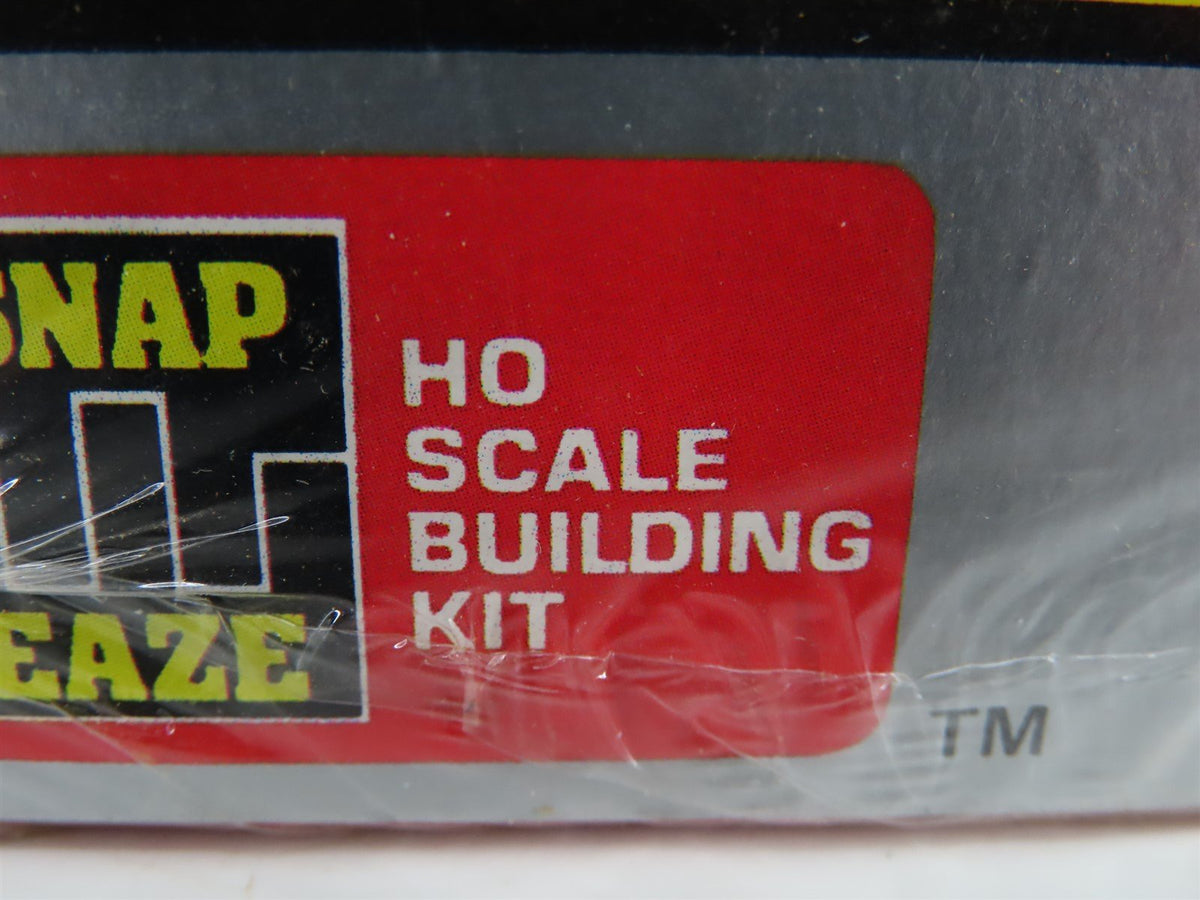 SNAP
EAZE
HO
SCALE
BUILDING
KIT
TM